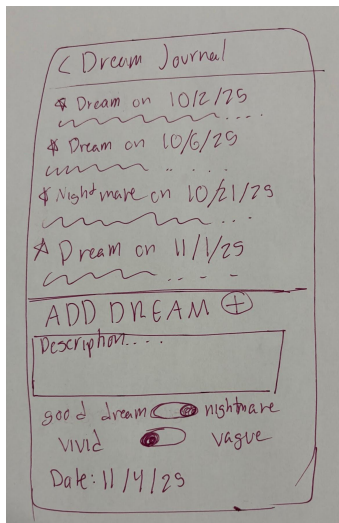 < Dream Journal
☆ Dream on 10/2/25
☆ Dream on 10/6/25
☆ Nightmare on 10/21/25
☆ Dream on 11/1/25
ADD DREAM +
Description....
good dream nightmare
vivid vague
Date: 11/4/25